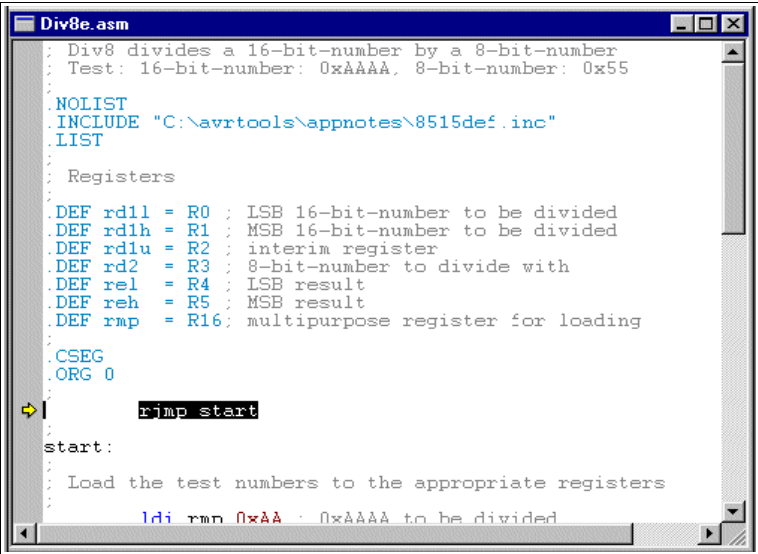 Div8e.asm
; Div8 divides a 16-bit-number by a 8-bit-number
; Test: 16-bit-number: 0xAAAA, 8-bit-number: 0x55
;
.NOLIST
.INCLUDE "C:\avrtools\appnotes\8515def.inc"
.LIST
;
; Registers
;
.DEF rd1l = R0 ; LSB 16-bit-number to be divided
.DEF rd1h = R1 ; MSB 16-bit-number to be divided
.DEF rd1u = R2 ; interim register
.DEF rd2  = R3 ; 8-bit-number to divide with
.DEF rel  = R4 ; LSB result
.DEF reh  = R5 ; MSB result
.DEF rmp  = R16; multipurpose register for loading
;
.CSEG
.ORG 0
;
rjmp start
;
start:
;
; Load the test numbers to the appropriate registers
;
ldi rmp,0xAA ; 0xAAAA to be divided